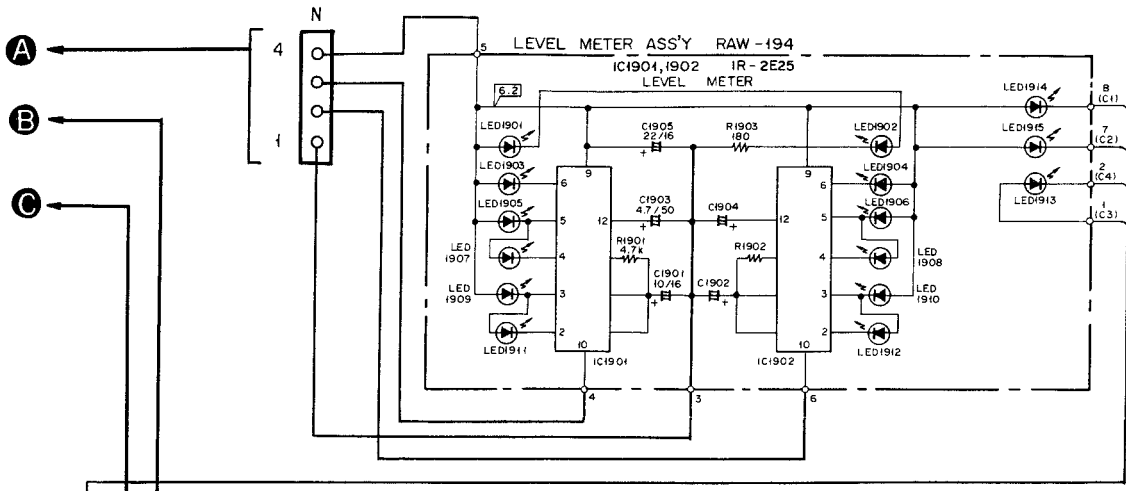 N
A
4
B
1
C
5
LEVEL METER ASS'Y RAW-194
IC1901, 1902 IR-2E25
LEVEL METER
6.2
LED1901
LED1903
LED1905
LED
1907
LED
1909
LED1911
9
6
5
4
3
2
10
12
IC1901
C1905
22/16
+
R1903
180
C1903
4.7/50
+
C1904
+
R1901
4.7k
R1902
C1901
10/16
+
C1902
+
9
12
6
5
4
3
2
10
IC1902
LED1902
LED1904
LED1906
LED
1908
LED
1910
LED1912
LED1914
LED1915
LED1913
8
(C1)
7
(C2)
2
(C4)
1
(C3)
4
3
6